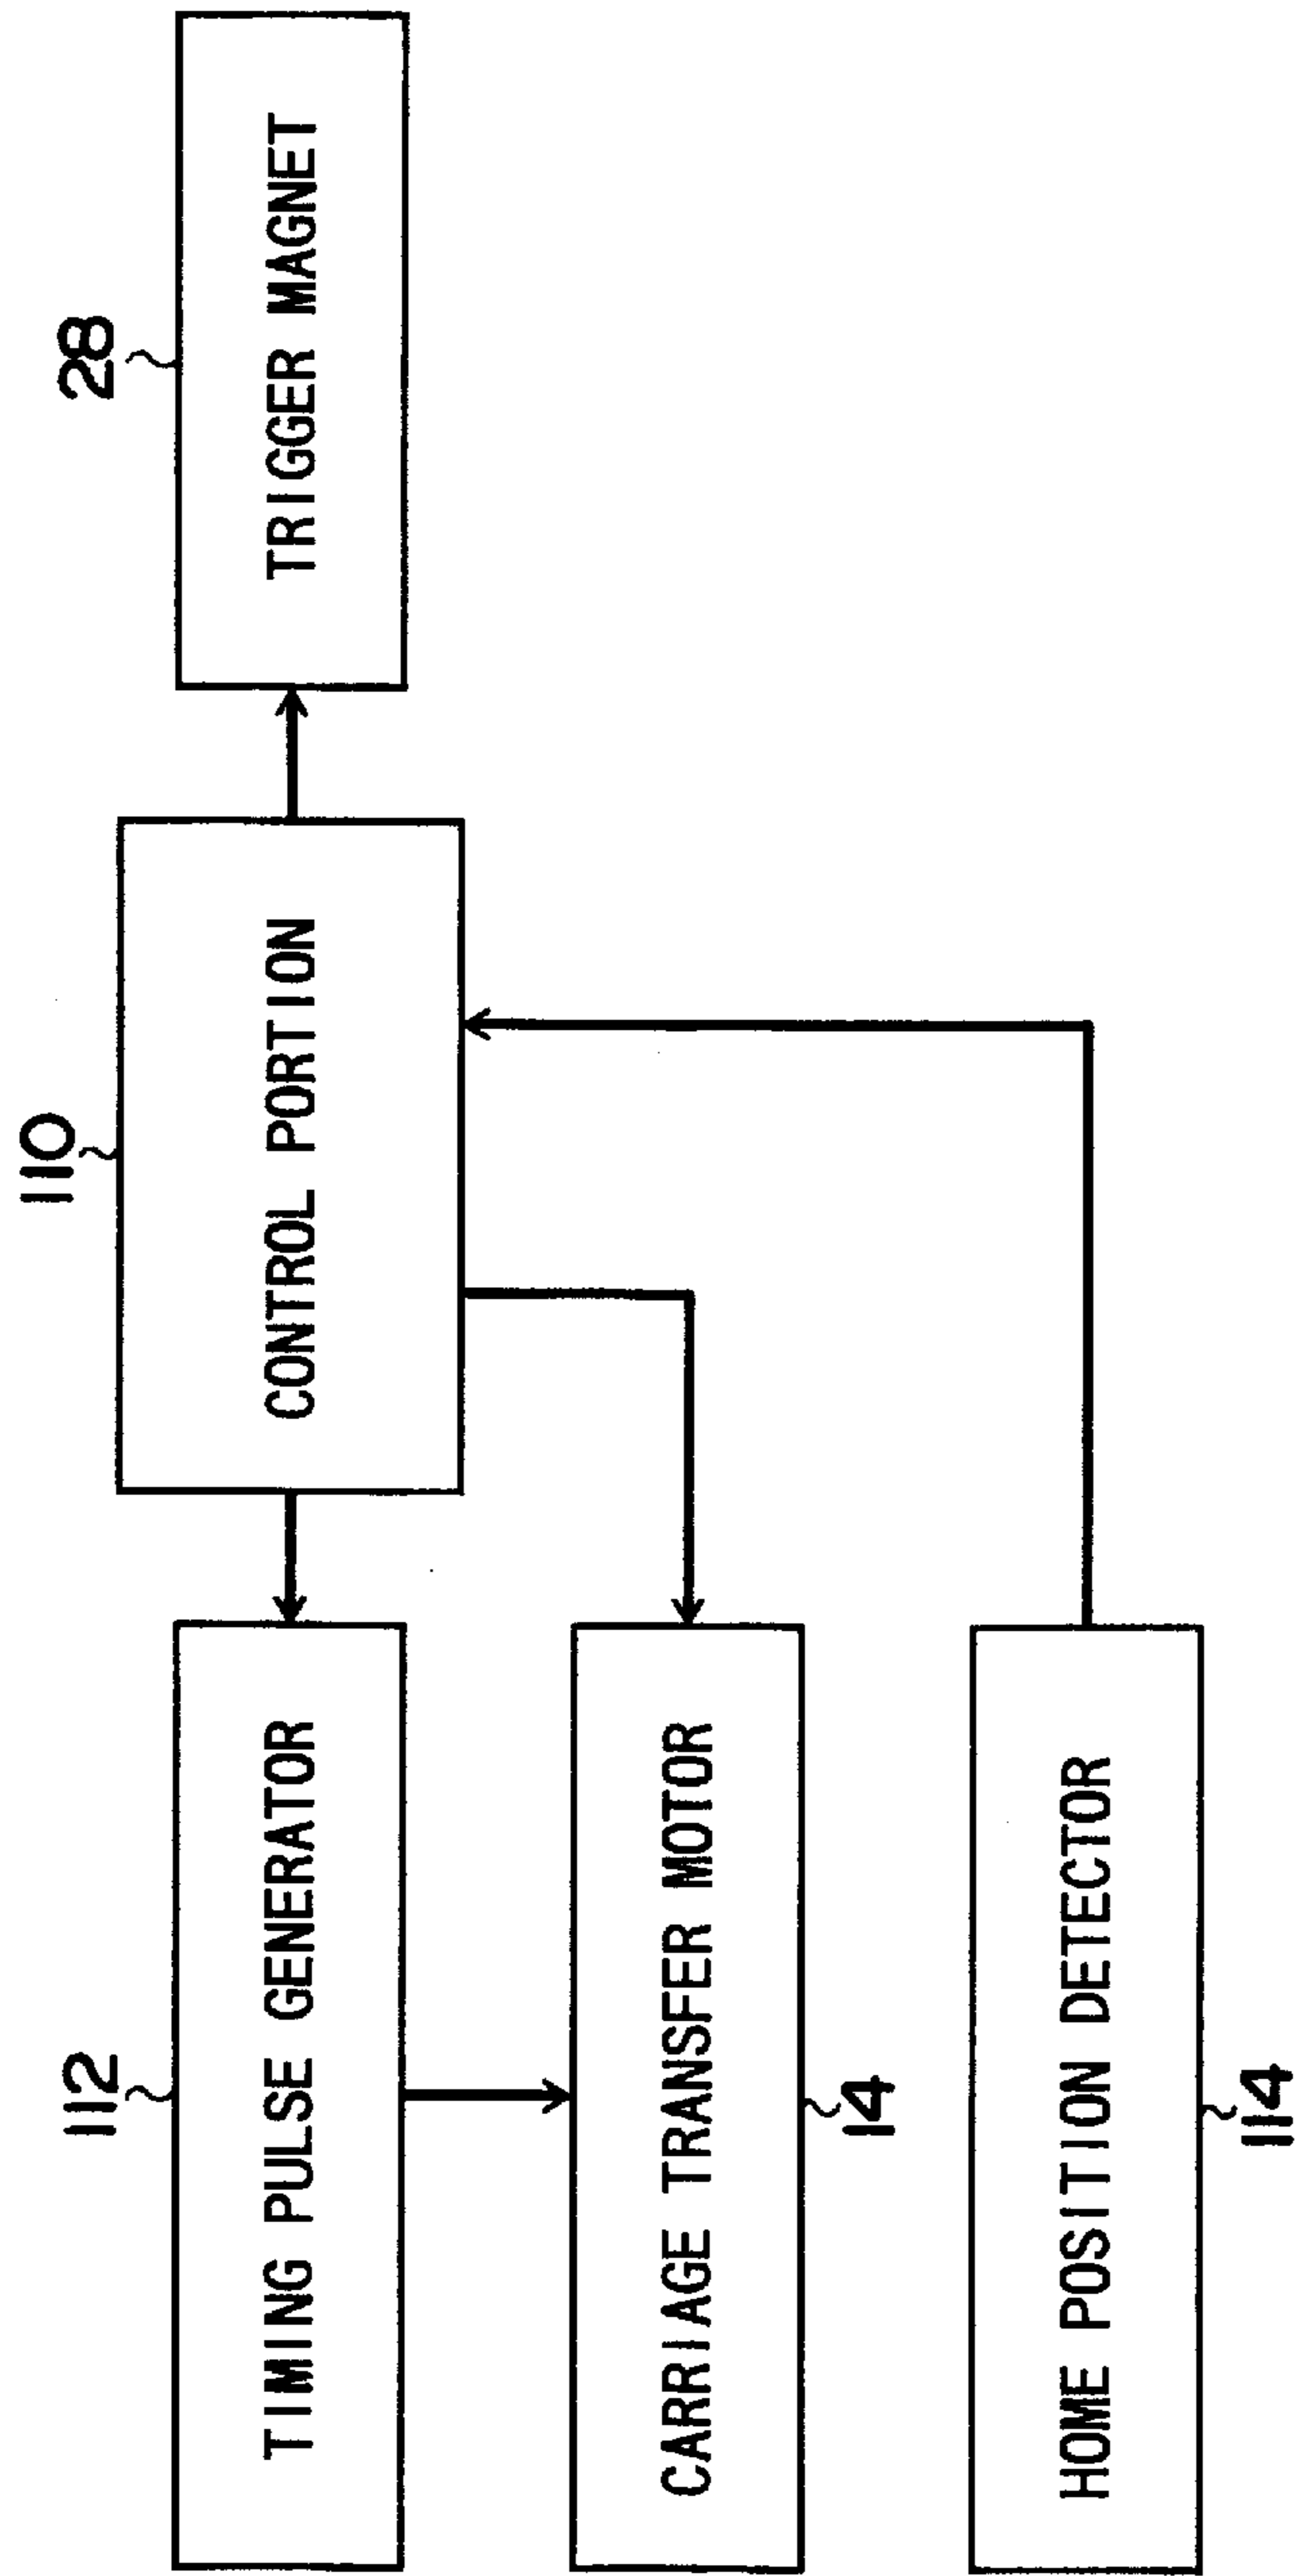 112
TIMING PULSE GENERATOR
110
CONTROL PORTION
28
TRIGGER MAGNET
CARRIAGE TRANSFER MOTOR
14
HOME POSITION DETECTOR
114